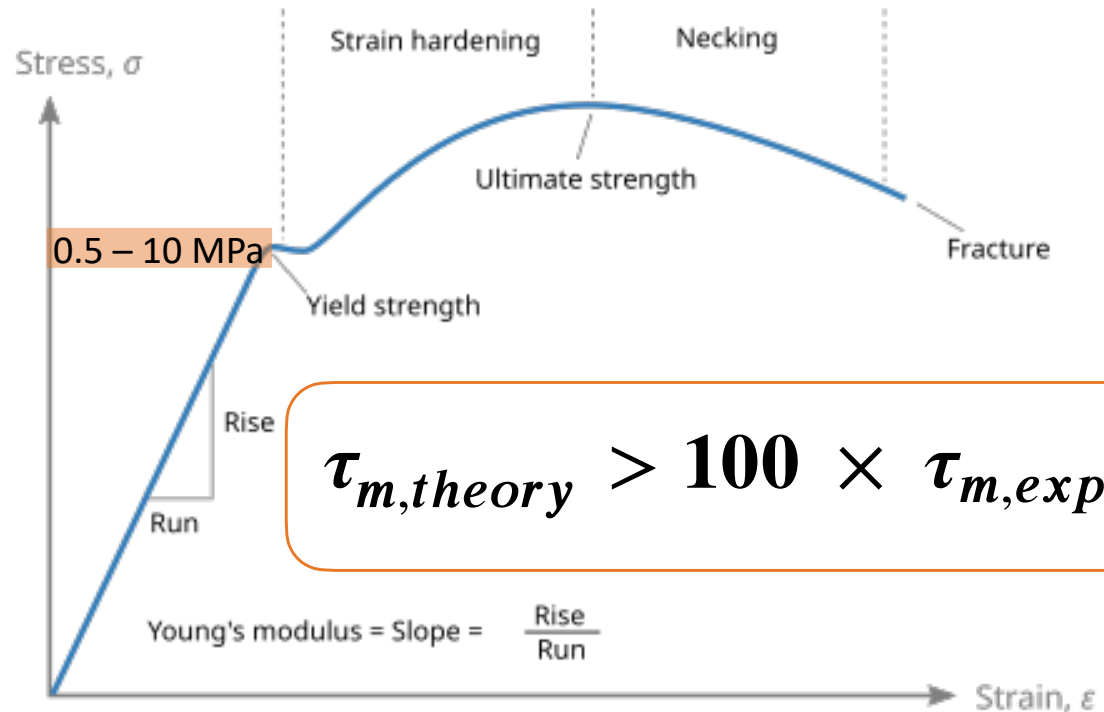 Strain hardening
Necking
Stress, σ
Ultimate strength
0.5 – 10 MPa
Fracture
Yield strength
Rise
τm,theory > 100 × τm,exp
Run
Young's modulus = Slope = Rise
Run
Strain, ε